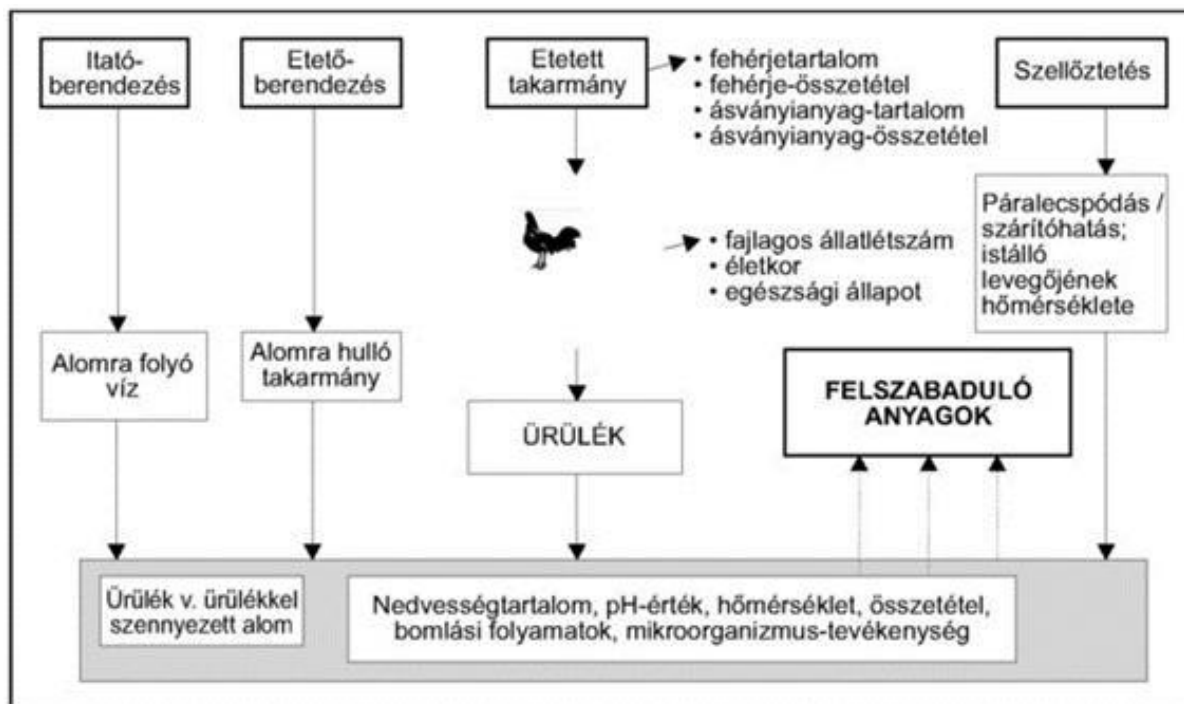 Itató-
berendezés
Etető-
berendezés
Etetett
takarmány
• fehérjetartalom
• fehérje-összetétel
• ásványianyag-tartalom
• ásványianyag-összetétel
Szellőztetés
Páralecspódás /
szárítóhatás;
istálló
levegőjének
hőmérséklete
• fajlagos állatlétszám
• életkor
• egészsági állapot
Alomra folyó
víz
Alomra hulló
takarmány
ÜRÜLÉK
FELSZABADULÓ
ANYAGOK
Ürülék v. ürülékkel
szennyezett alom
Nedvességtartalom, pH-érték, hőmérséklet, összetétel,
bomlási folyamatok, mikroorganizmus-tevékenység